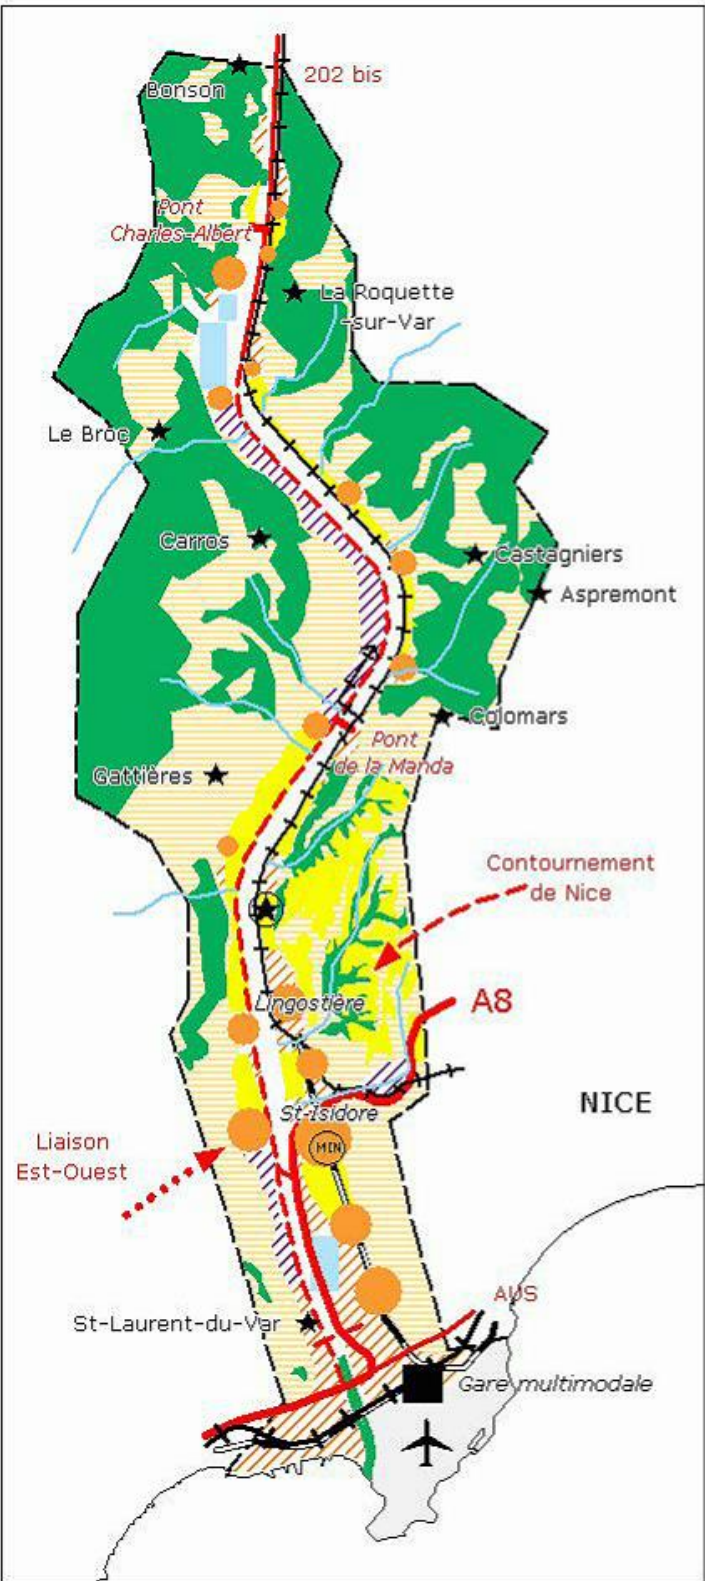 202 bis
Bonson
Pont
Charles-Albert
La Roquette
-sur-Var
Le Broc
Carros
Castagniers
Aspremont
Colomars
Pont
de la Manda
Gattières
Contournement
de Nice
Lingostière
A8
NICE
St-Isidore
Liaison
Est-Ouest
MIN
AUS
St-Laurent-du-Var
Gare multimodale